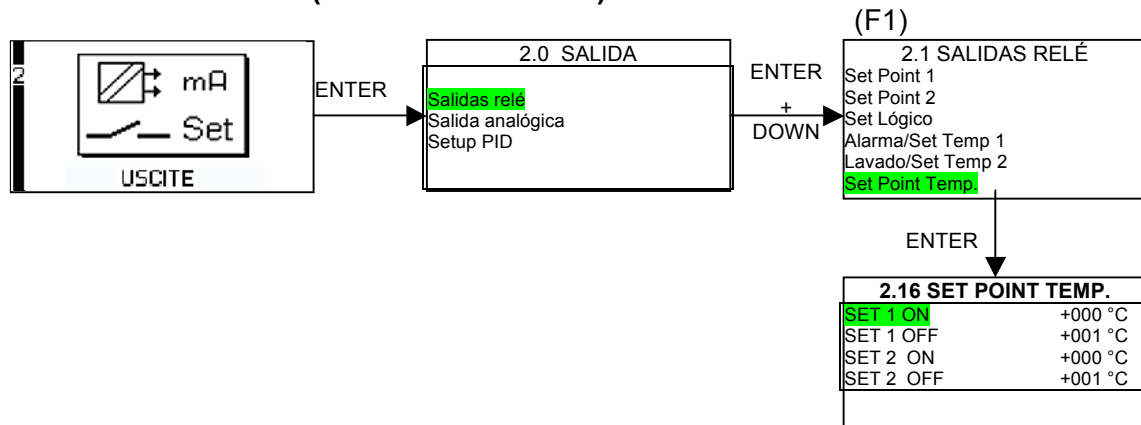 (F1)
2
mA
Set
USCITE
ENTER
2.0 SALIDA
Salidas relé
Salida analógica
Setup PID
ENTER
+
DOWN
2.1 SALIDAS RELÉ
Set Point 1
Set Point 2
Set Lógico
Alarma/Set Temp 1
Lavado/Set Temp 2
Set Point Temp.
ENTER
2.16 SET POINT TEMP.
SET 1 ON +000 °C
SET 1 OFF +001 °C
SET 2 ON +000 °C
SET 2 OFF +001 °C